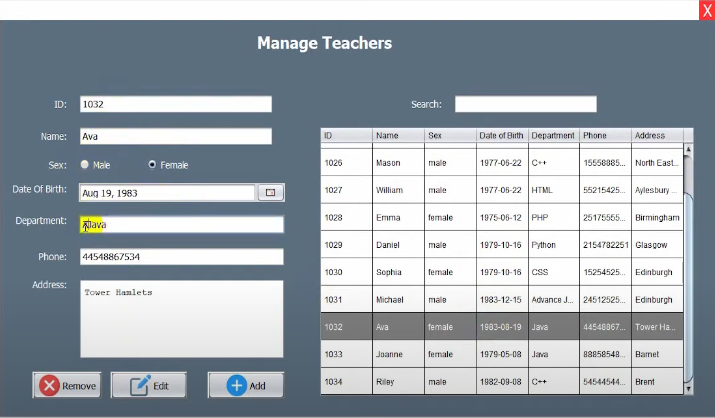 X
Manage Teachers
ID: 1032
Name: Ava
Sex: Male Female
Date Of Birth: Aug 19, 1983
Department:
Phone: 44548867534
Address: Tower Hamlets
Remove Edit Add
Search:
ID Name Sex Date of Birth Department Phone Address
1026 Mason male 1977-06-22 C++ 15558885... North East...
1027 William male 1977-06-22 HTML 55215425... Aylesbury ...
1028 Emma female 1975-06-12 PHP 25175555... Birmingham
1029 Daniel male 1979-10-16 Python 2154782251 Glasgow
1030 Sophia female 1979-10-16 CSS 15254525... Edinburgh
1031 Michael male 1983-12-15 Advance J... 24512525... Edinburgh
1032 Ava female 1983-08-19 Java 44548867... Tower Ha...
1033 Joanne female 1979-05-08 Java 88858548... Barnet
1034 Riley male 1982-09-08 C++ 54544544... Brent